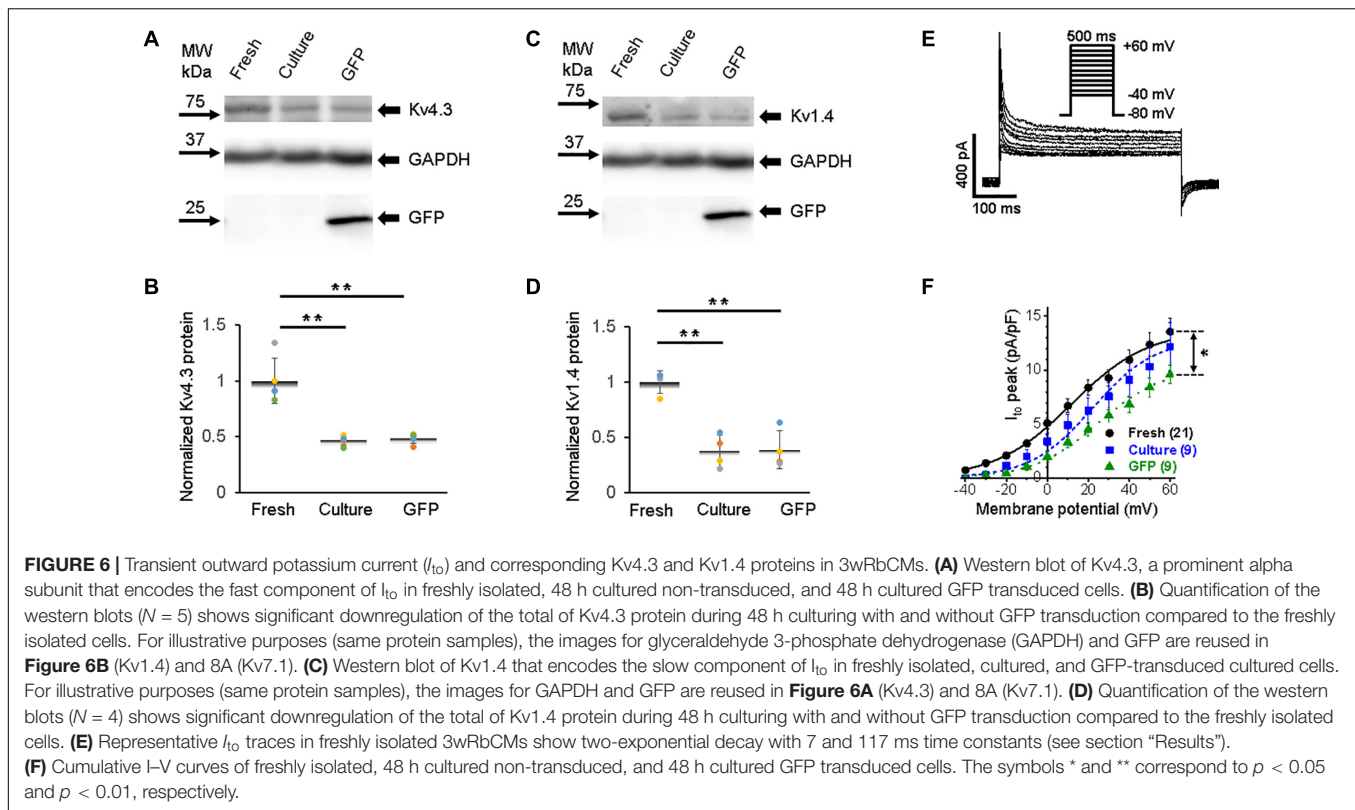 A
MW
kDa
Fresh
Culture
GFP
75
Kv4.3
37
GAPDH
25
GFP
C
MW
kDa
Fresh
Culture
GFP
75
Kv1.4
37
GAPDH
25
GFP
E
500 ms
+60 mV
-40 mV
-80 mV
400 pA
100 ms
B
Normalized Kv4.3 protein
**
**
1.5
1
0.5
0
Fresh
Culture
GFP
D
Normalized Kv1.4 protein
**
**
1.5
1
0.5
0
Fresh
Culture
GFP
F
Ito peak (pA/pF)
15
10
5
0
*
Fresh (21)
Culture (9)
GFP (9)
-40 -20 0 20 40 60
Membrane potential (mV)
FIGURE 6 | Transient outward potassium current (Ito) and corresponding Kv4.3 and Kv1.4 proteins in 3wRbCMs. (A) Western blot of Kv4.3, a prominent alpha
subunit that encodes the fast component of Ito in freshly isolated, 48 h cultured non-transduced, and 48 h cultured GFP transduced cells. (B) Quantification of the
western blots (N = 5) shows significant downregulation of the total of Kv4.3 protein during 48 h culturing with and without GFP transduction compared to the freshly
isolated cells. For illustrative purposes (same protein samples), the images for glyceraldehyde 3-phosphate dehydrogenase (GAPDH) and GFP are reused in
Figure 6B (Kv1.4) and 8A (Kv7.1). (C) Western blot of Kv1.4 that encodes the slow component of Ito in freshly isolated, cultured, and GFP-transduced cultured cells.
For illustrative purposes (same protein samples), the images for GAPDH and GFP are reused in Figure 6A (Kv4.3) and 8A (Kv7.1). (D) Quantification of the western
blots (N = 4) shows significant downregulation of the total of Kv1.4 protein during 48 h culturing with and without GFP transduction compared to the freshly isolated
cells. (E) Representative Ito traces in freshly isolated 3wRbCMs show two-exponential decay with 7 and 117 ms time constants (see section “Results”).
(F) Cumulative I–V curves of freshly isolated, 48 h cultured non-transduced, and 48 h cultured GFP transduced cells. The symbols * and ** correspond to p < 0.05
and p < 0.01, respectively.